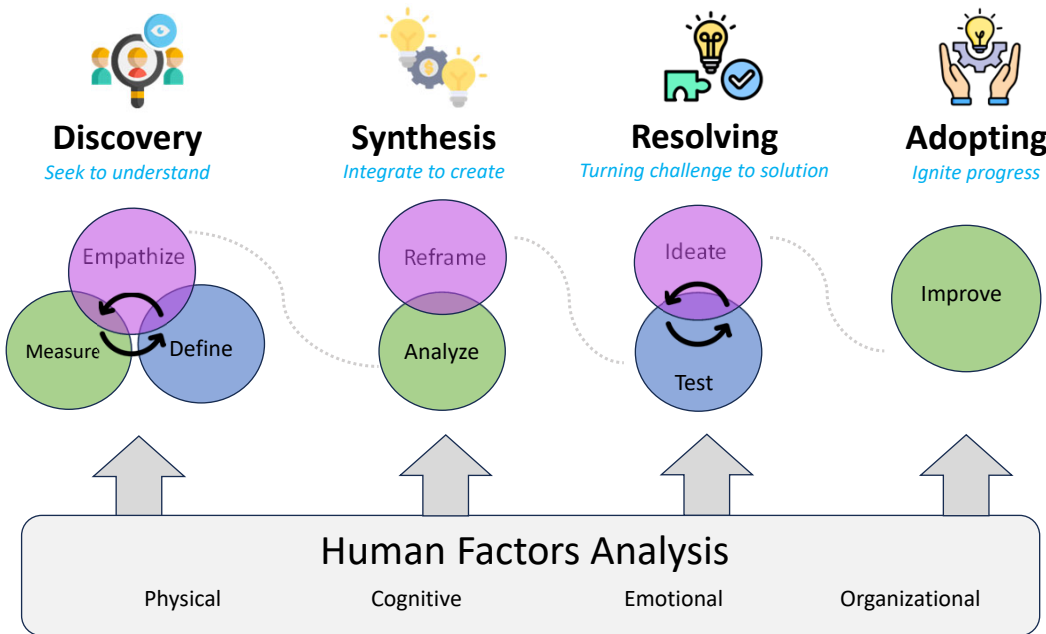 Discovery
Seek to understand
Synthesis
Integrate to create
Resolving
Turning challenge to solution
Adopting
Ignite progress
Empathize
Measure
Define
Reframe
Analyze
Ideate
Test
Improve
Human Factors Analysis
Physical
Cognitive
Emotional
Organizational
$